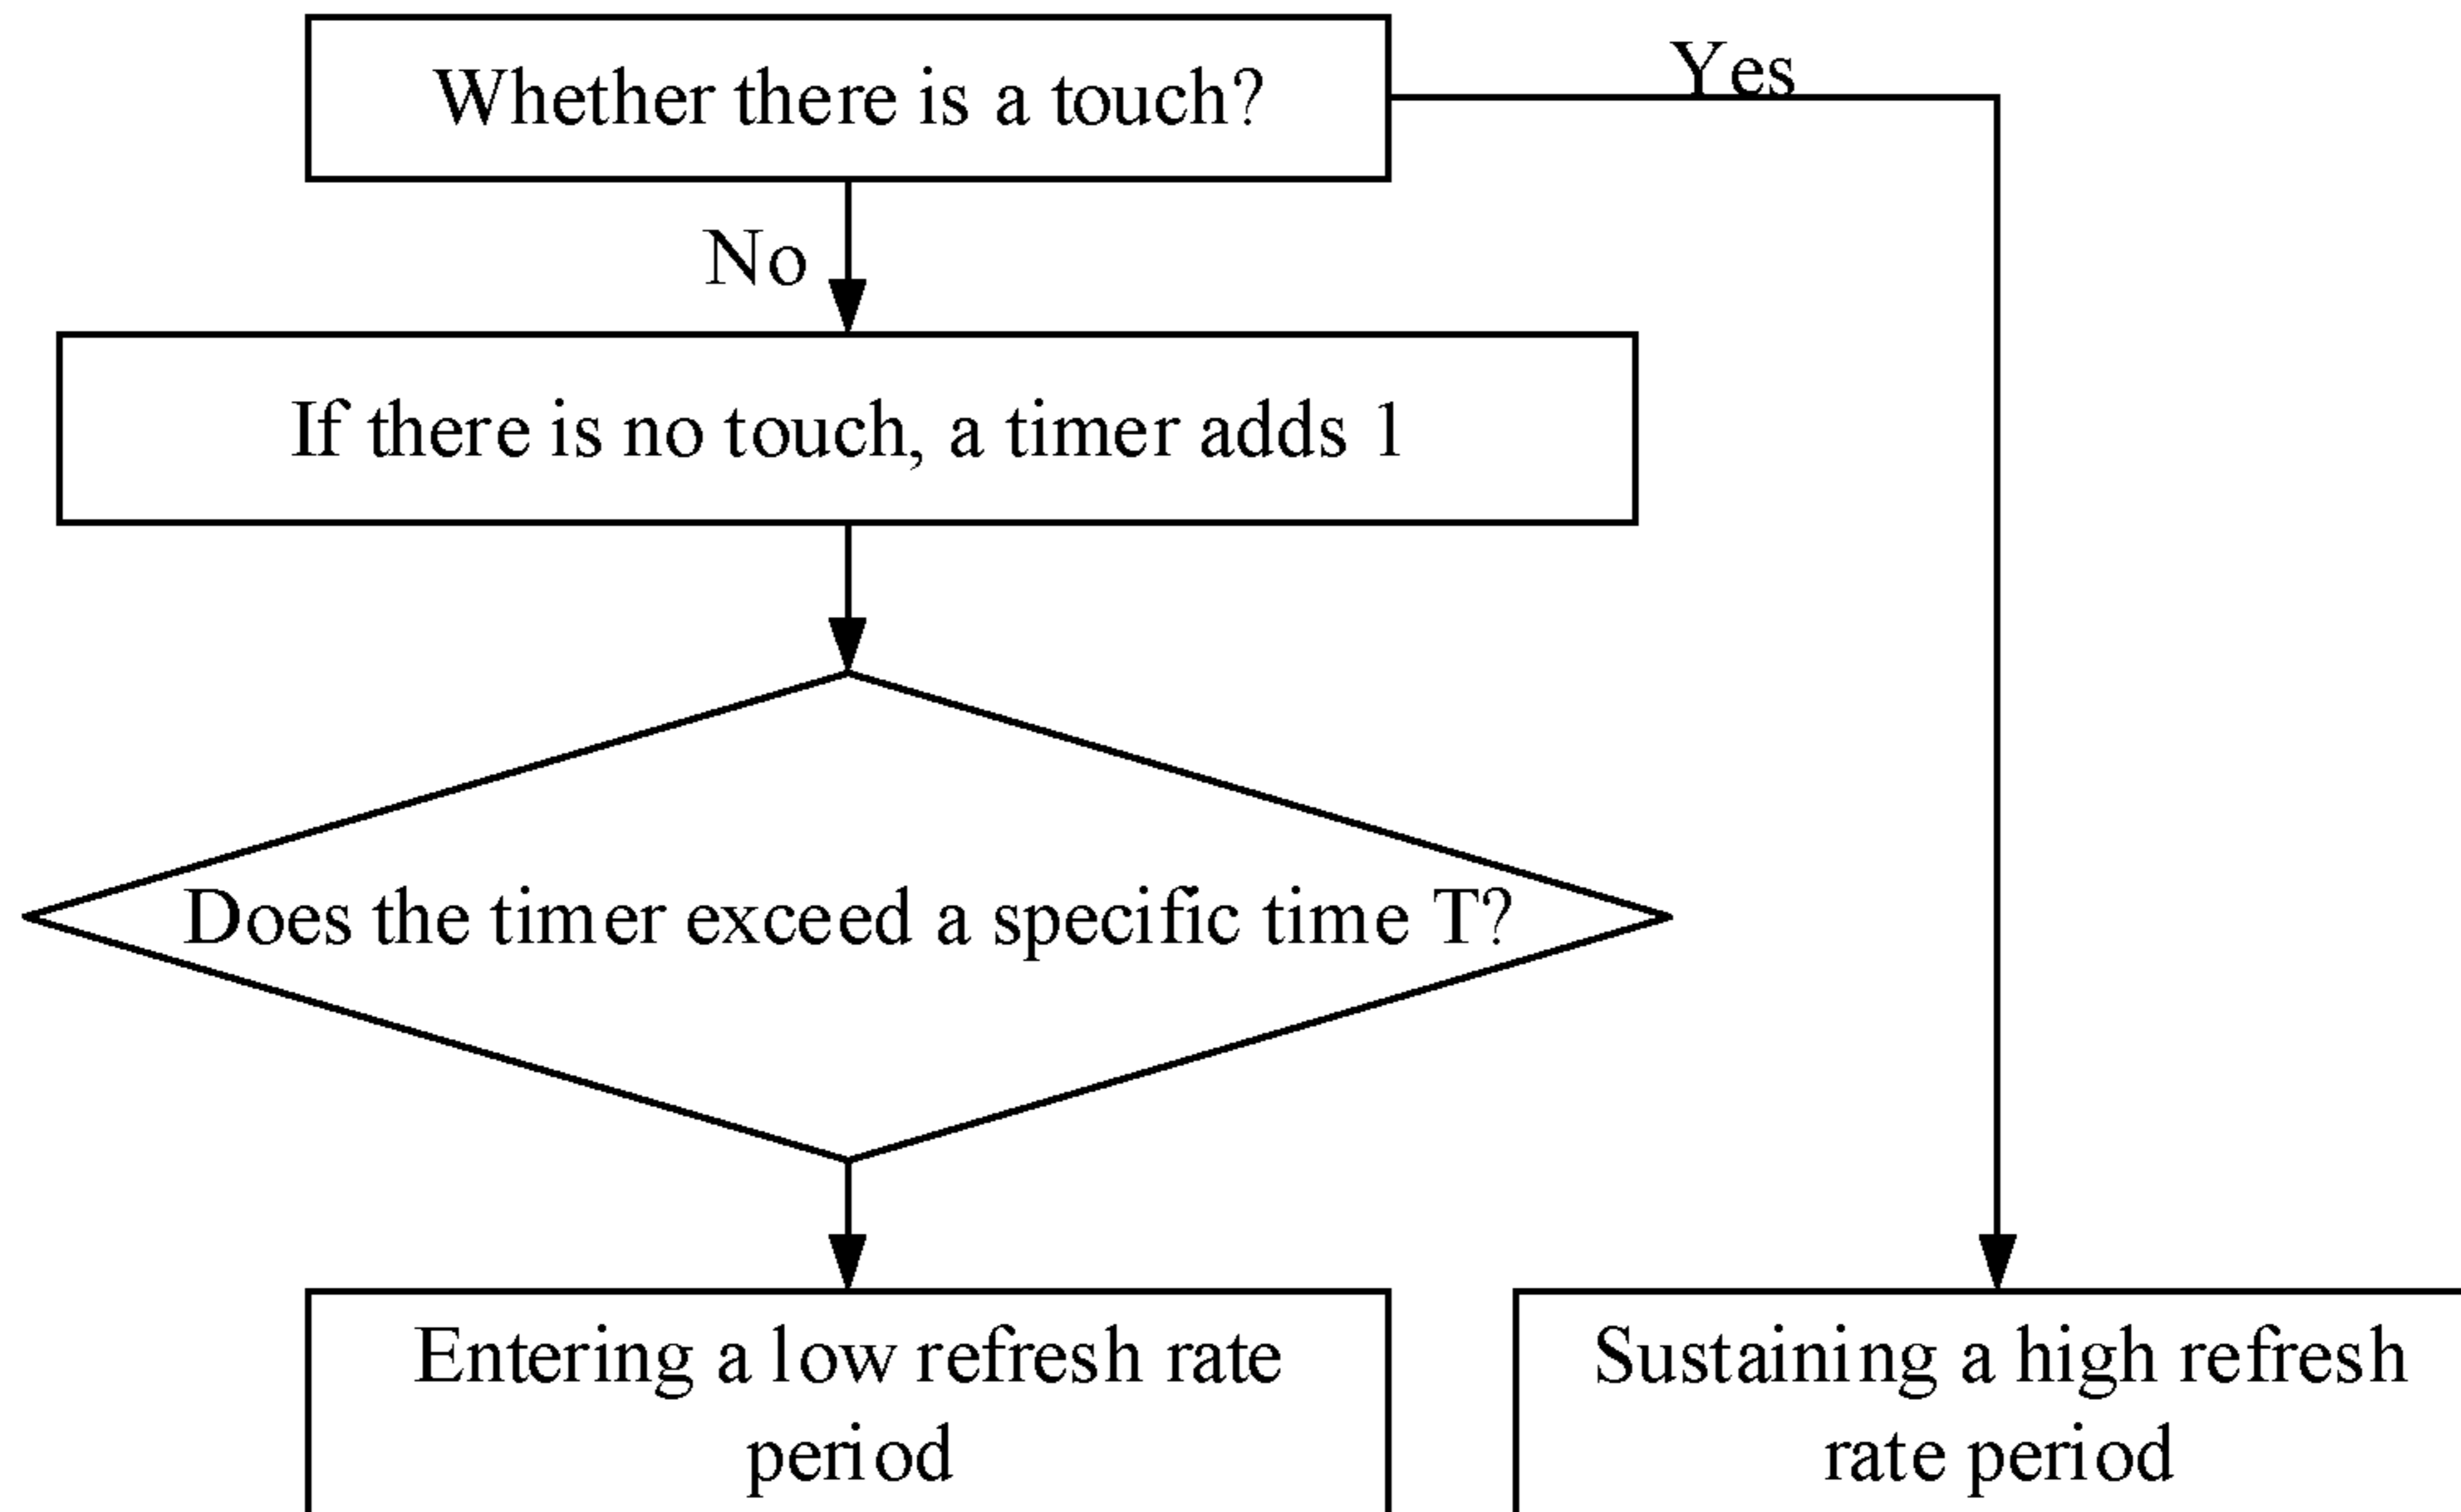 Whether there is a touch?
Yes
No
If there is no touch, a timer adds 1
Does the timer exceed a specific time T?
Entering a low refresh rate
period
Sustaining a high refresh
rate period